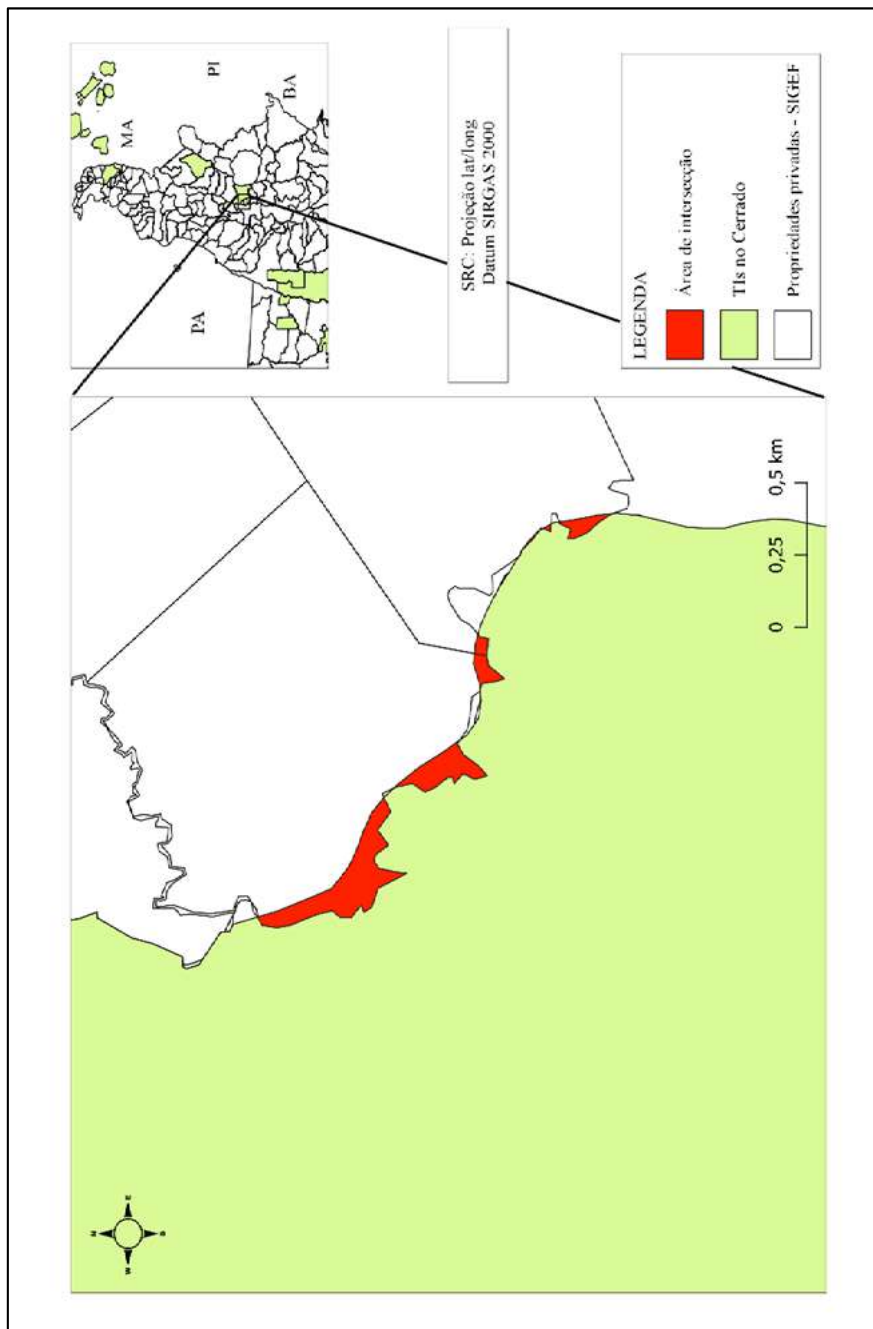 N
W
E
S
0 0,25 0,5 km
PA
MA
PI
BA
SRC: Projeção lat/long
Datum SIRGAS 2000
LEGENDA
Área de intersecção
TIs no Cerrado
Propriedades privadas - SIGEF